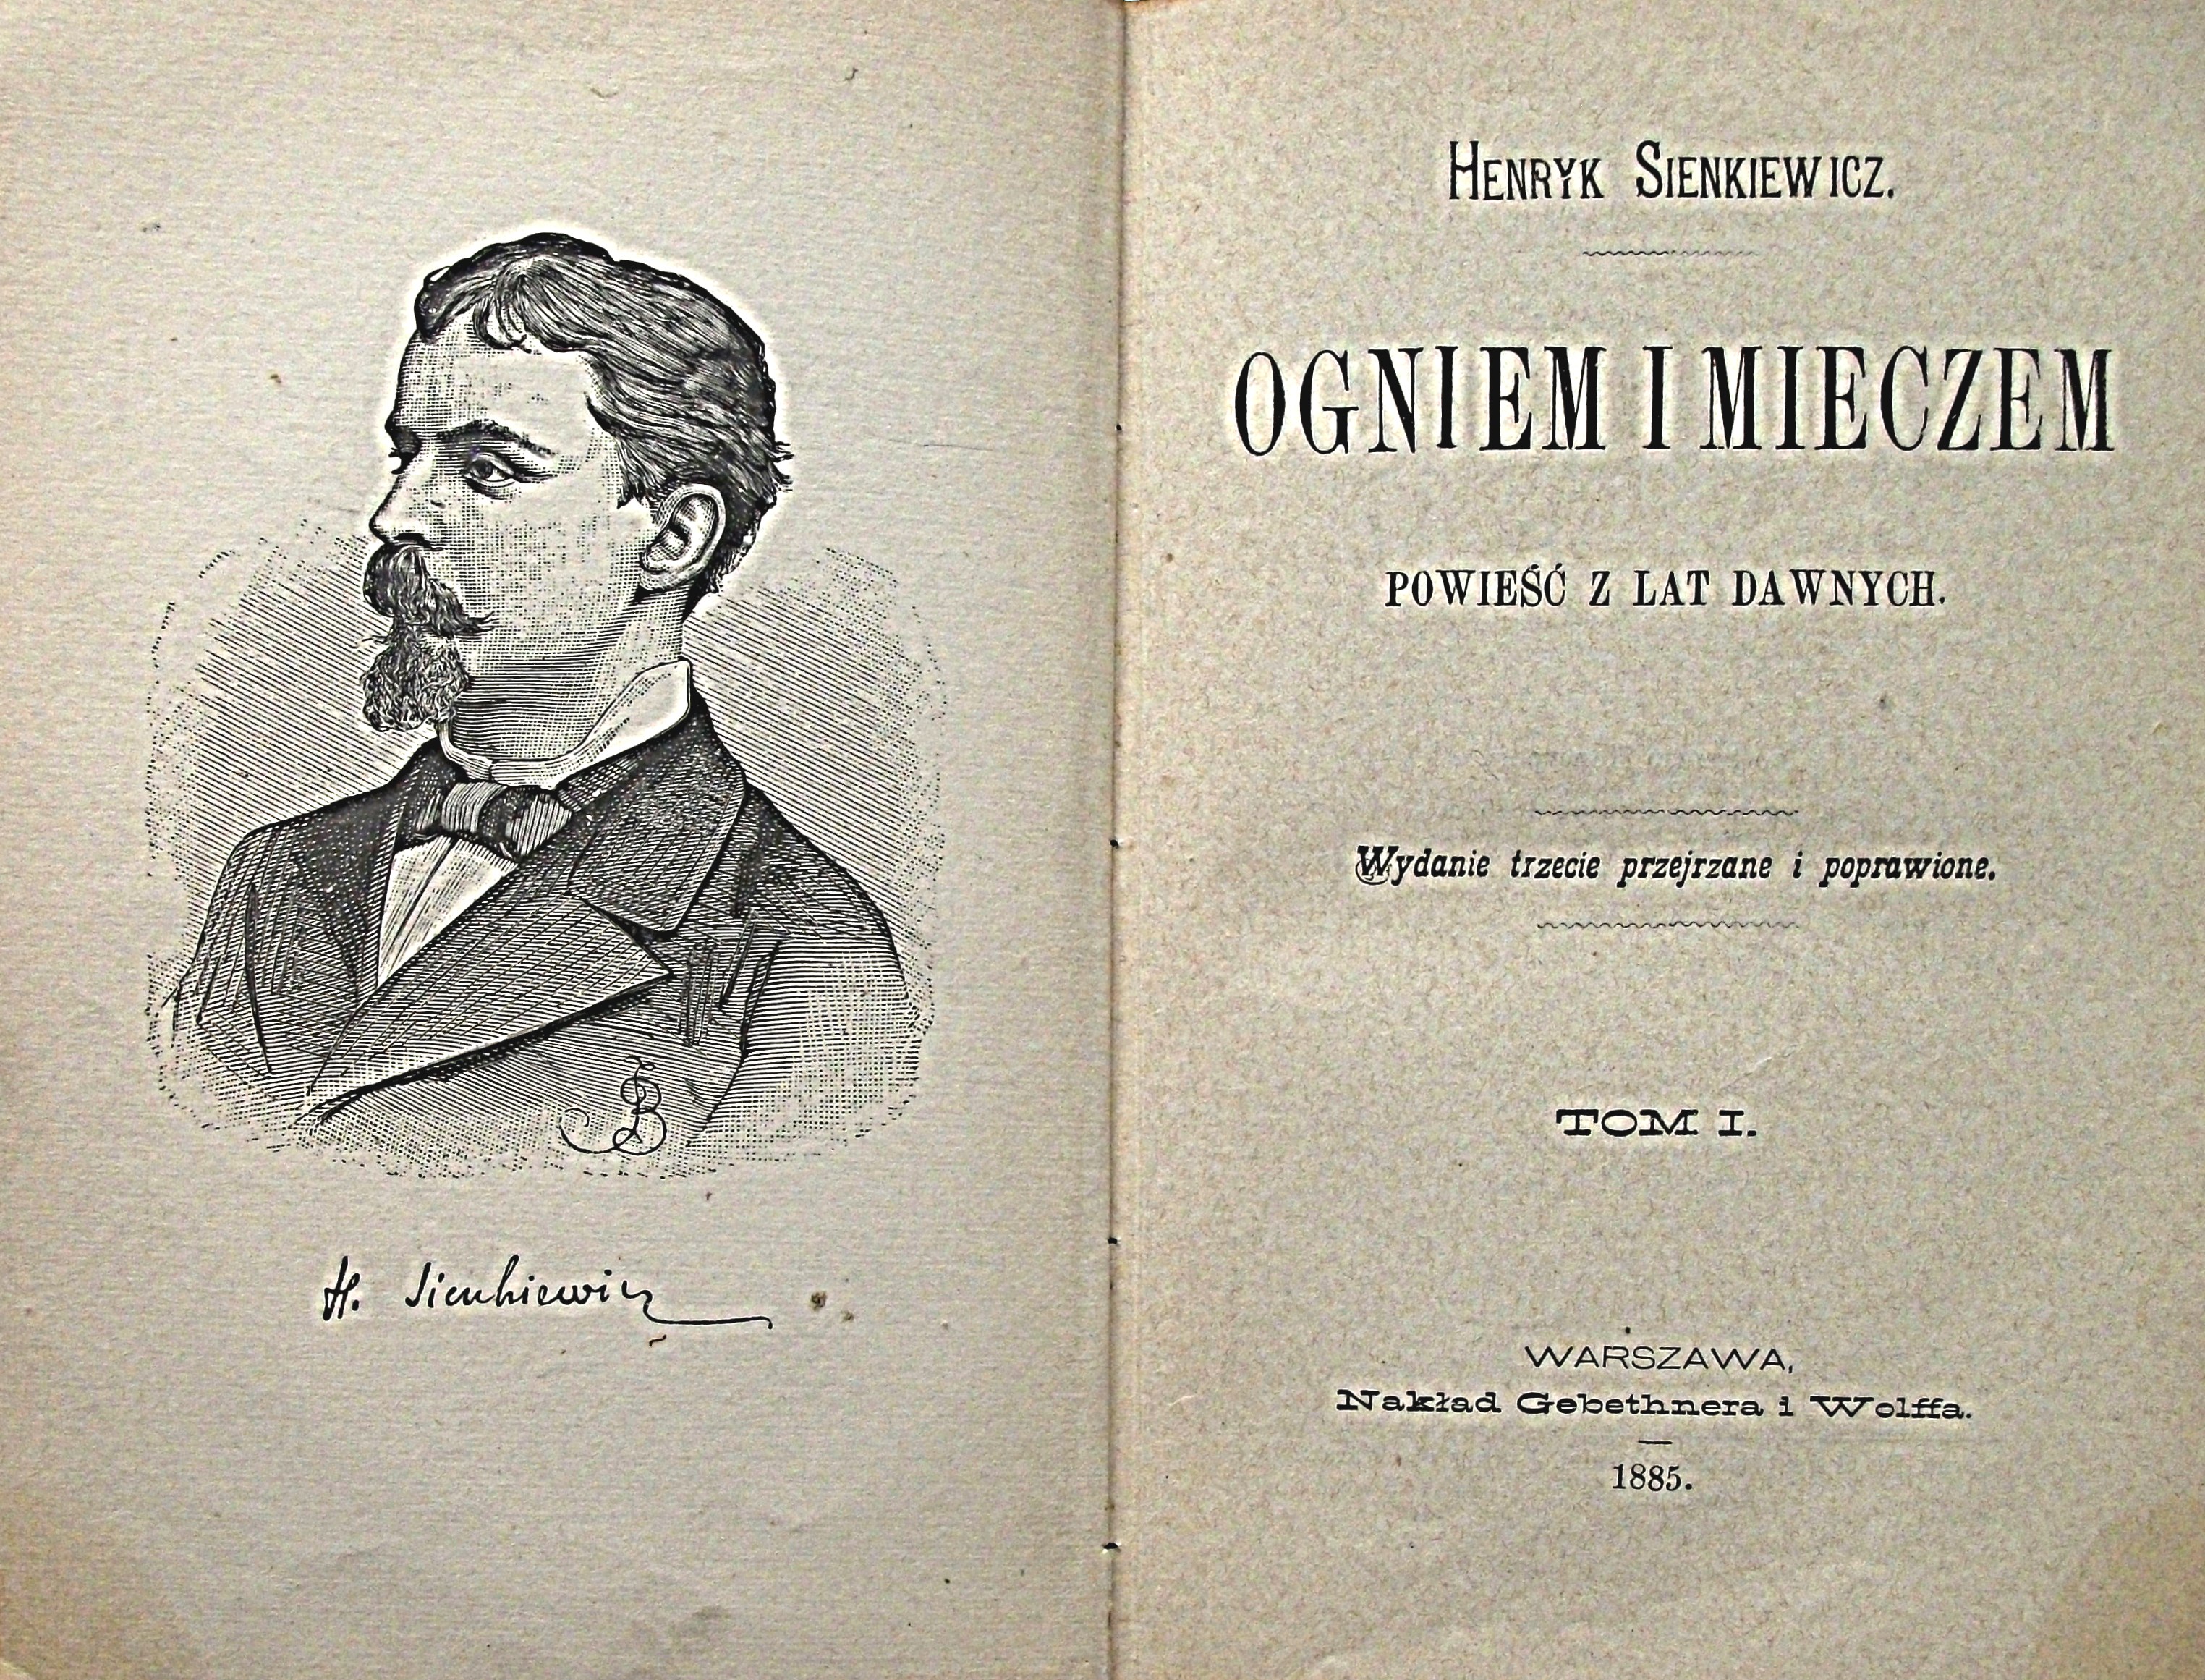 H. Sienkiewicz
HENRYK SIENKIEWICZ.
OGNIEM I MIECZEM
POWIEŚĆ Z LAT DAWNYCH.
Wydanie trzecie przejrzane i poprawione.
TOM I.
WARSZAWA,
Nakład Gebethnera i Wolffa.
1885.